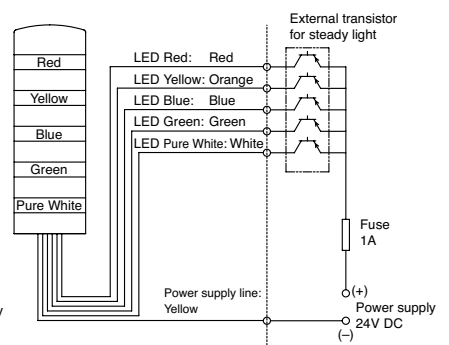 External transistor
for steady light
Red
Yellow
Blue
Green
Pure White
LED Red: Red
LED Yellow: Orange
LED Blue: Blue
LED Green: Green
LED Pure White: White
Fuse
1A
Power supply line:
Yellow
(+)
Power supply
24V DC
(–)
y